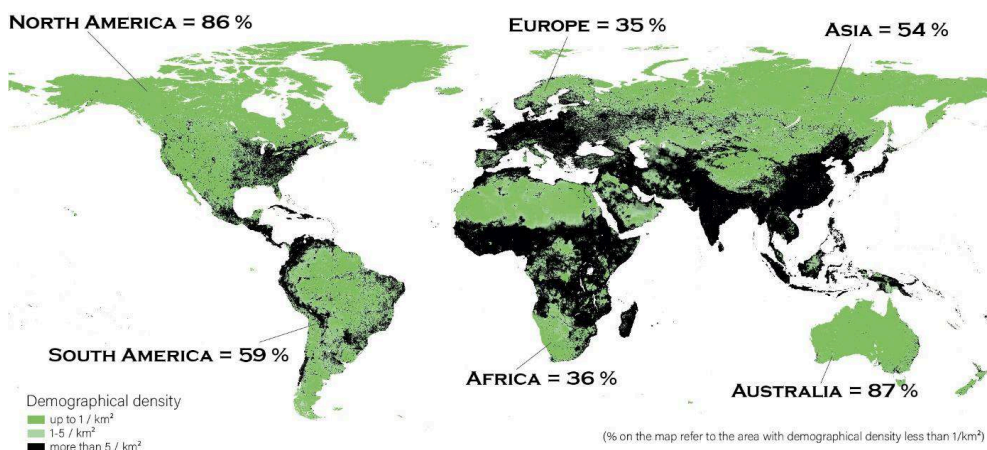 NORTH AMERICA = 86 %
EUROPE = 35 %
ASIA = 54 %
SOUTH AMERICA = 59 %
AFRICA = 36 %
AUSTRALIA = 87 %
Demographical density
up to 1 / km²
1-5 / km²
more than 5 / km²
(% on the map refer to the area with demographical density less than 1/km²)